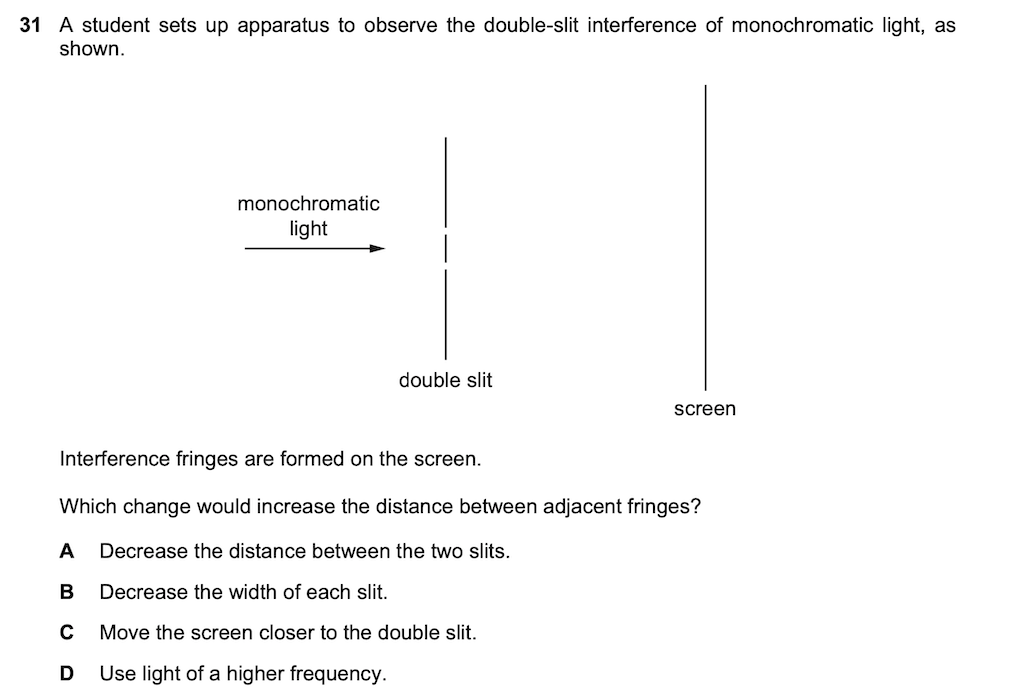 31 A student sets up apparatus to observe the double-slit interference of monochromatic light, as
shown.
monochromatic
light
double slit
screen
Interference fringes are formed on the screen.
Which change would increase the distance between adjacent fringes?
A Decrease the distance between the two slits.
B Decrease the width of each slit.
C Move the screen closer to the double slit.
D Use light of a higher frequency.